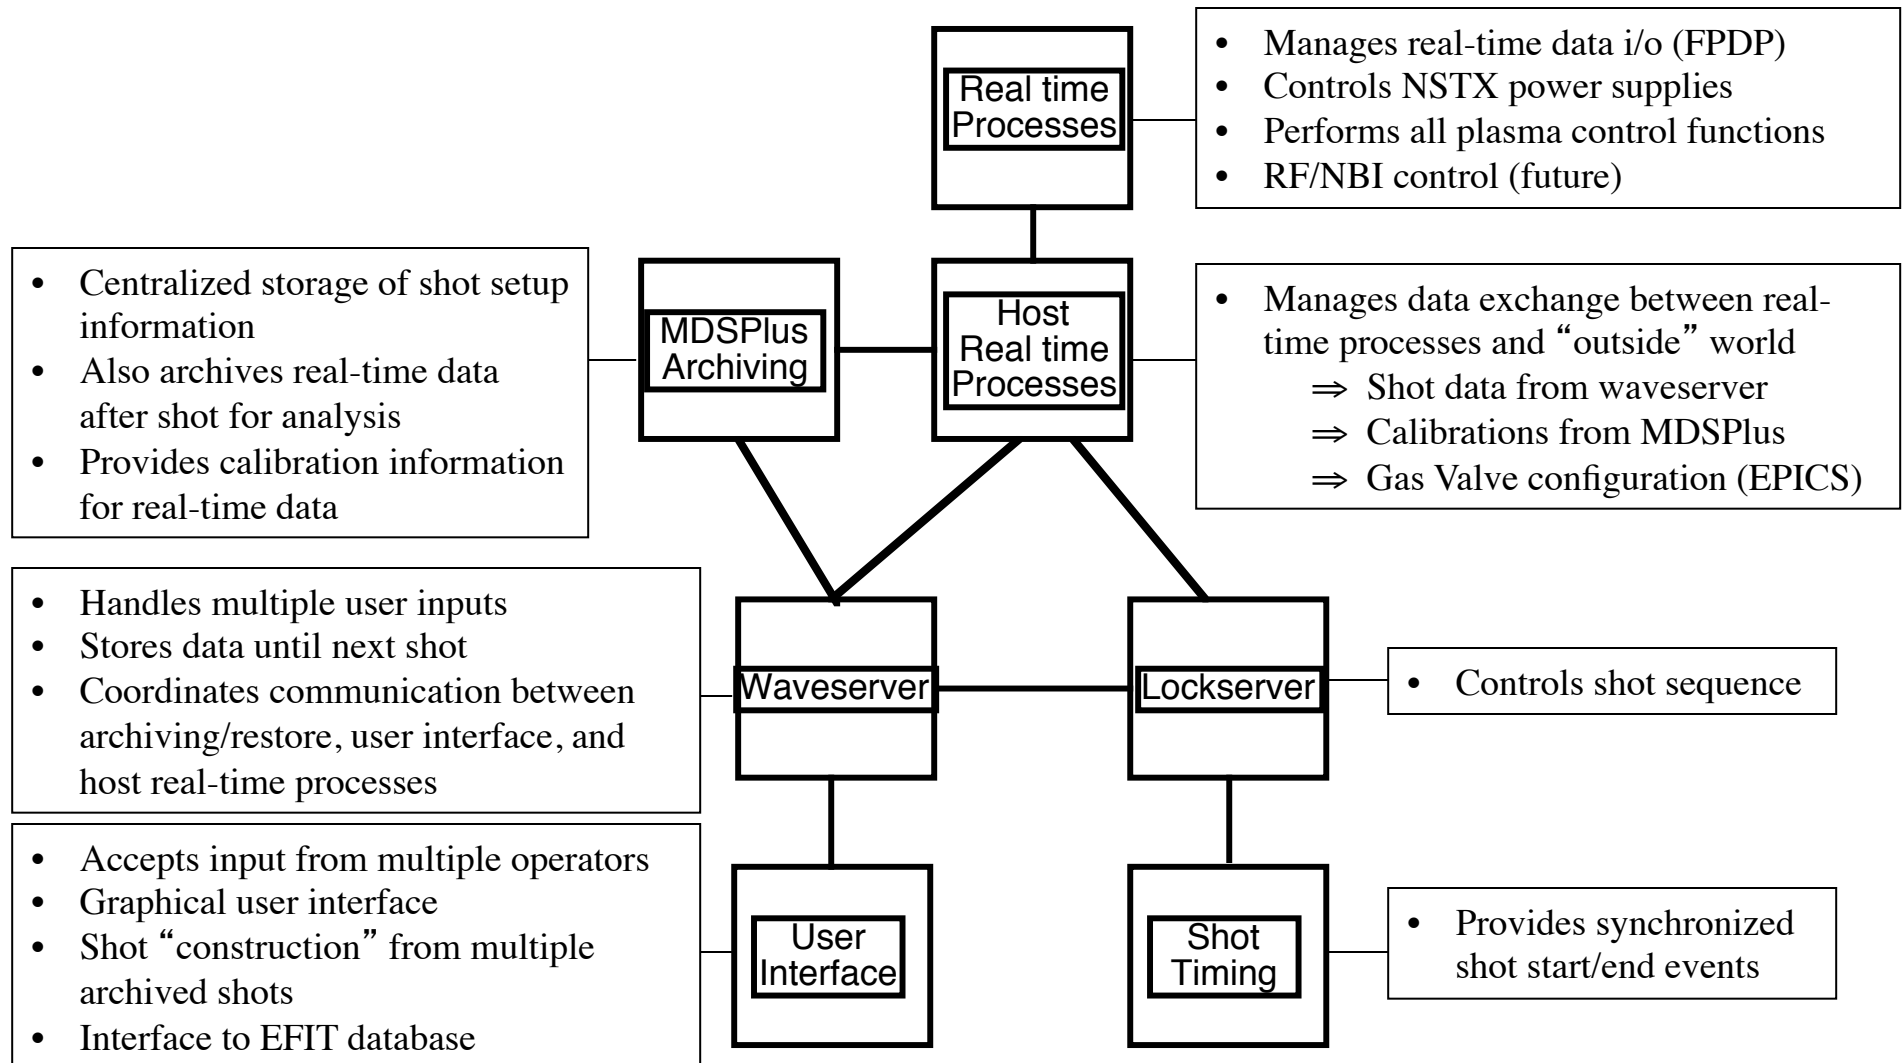 Real time
Processes
• Manages real-time data i/o (FPDP)
• Controls NSTX power supplies
• Performs all plasma control functions
• RF/NBI control (future)
• Centralized storage of shot setup
information
• Also archives real-time data
after shot for analysis
• Provides calibration information
for real-time data
MDSPlus
Archiving
Host
Real time
Processes
• Manages data exchange between real-
time processes and “outside” world
⇒ Shot data from waveserver
⇒ Calibrations from MDSPlus
⇒ Gas Valve configuration (EPICS)
• Handles multiple user inputs
• Stores data until next shot
• Coordinates communication between
archiving/restore, user interface, and
host real-time processes
Waveserver
Lockserver
• Controls shot sequence
• Accepts input from multiple operators
• Graphical user interface
• Shot “construction” from multiple
archived shots
• Interface to EFIT database
User
Interface
Shot
Timing
• Provides synchronized
shot start/end events